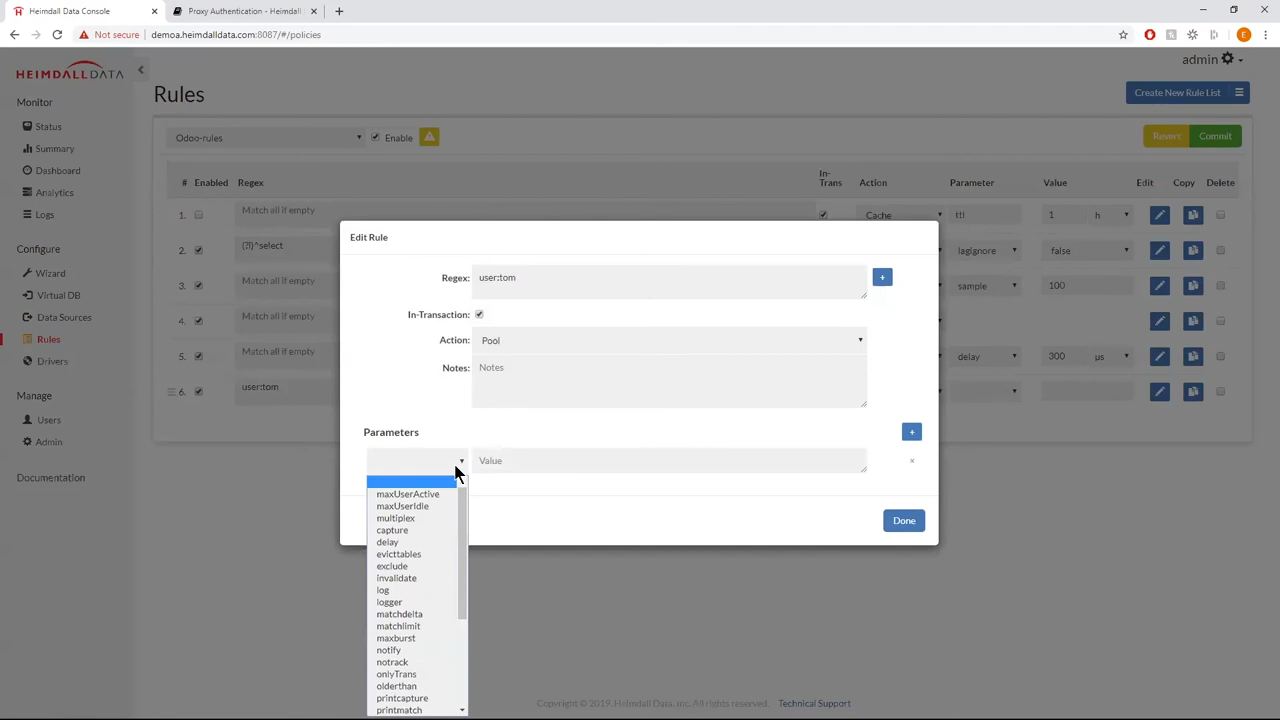 Heimdall Data Console
Proxy Authentication - Heimdall
Not secure
demoa.heimdalldata.com:8087/#/policies
E
HEIMDALLDATA
admin
Monitor
Status
Summary
Dashboard
Analytics
Logs
Configure
Wizard
Virtual DB
Data Sources
Rules
Drivers
Manage
Users
Admin
Documentation
Rules
Create New Rule List
Odoo-rules
Enable
Revert
Commit
# Enabled Regex In-Trans Action Parameter Value Edit Copy Delete
1. Match all if empty Cache ttl 1 h
2. (?i)^select lagignore false
3. Match all if empty sample 100
4. Match all if empty
5. Match all if empty delay 300 µs
6. user:tom
Edit Rule
Regex: user:tom
+
In-Transaction:
Action: Pool
Notes: Notes
Parameters
+
Value
×
maxUserActive
maxUserIdle
multiplex
capture
delay
evicttables
exclude
invalidate
log
logger
matchdelta
matchlimit
maxburst
notify
notrack
onlyTrans
olderthan
printcapture
printmatch
Done
Copyright © 2019. Heimdall Data, Inc. All rights reserved. Technical Support